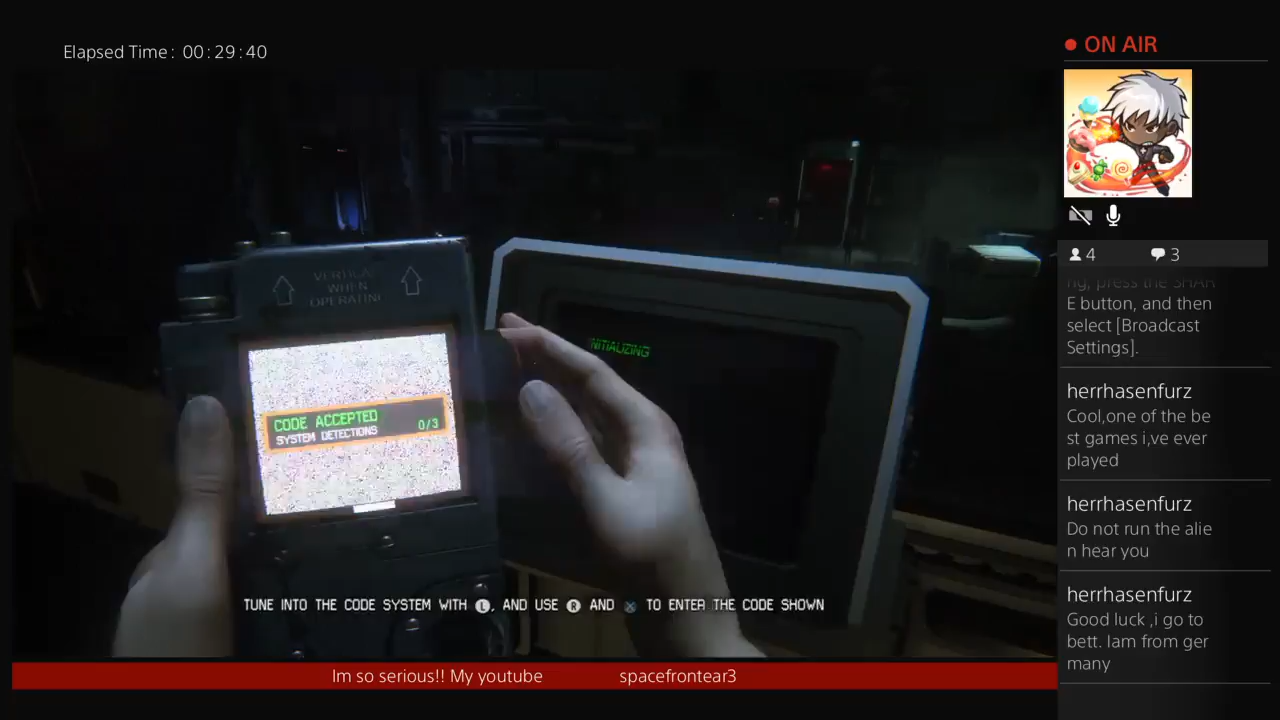 Elapsed Time: 00:29:40
ON AIR
4 3
ng, press the SHAR
E button, and then
select [Broadcast
Settings].
herrhasenfurz
Cool,one of the be
st games i,ve ever
played
herrhasenfurz
Do not run the alie
n hear you
herrhasenfurz
Good luck ,i go to
bett. Iam from ger
many
VERTICAL
WHEN
OPERATING
CODE ACCEPTED
SYSTEM DETECTIONS 0/3
INITIALIZING
TUNE INTO THE CODE SYSTEM WITH L, AND USE R AND X TO ENTER THE CODE SHOWN
Im so serious!! My youtube spacefrontear3